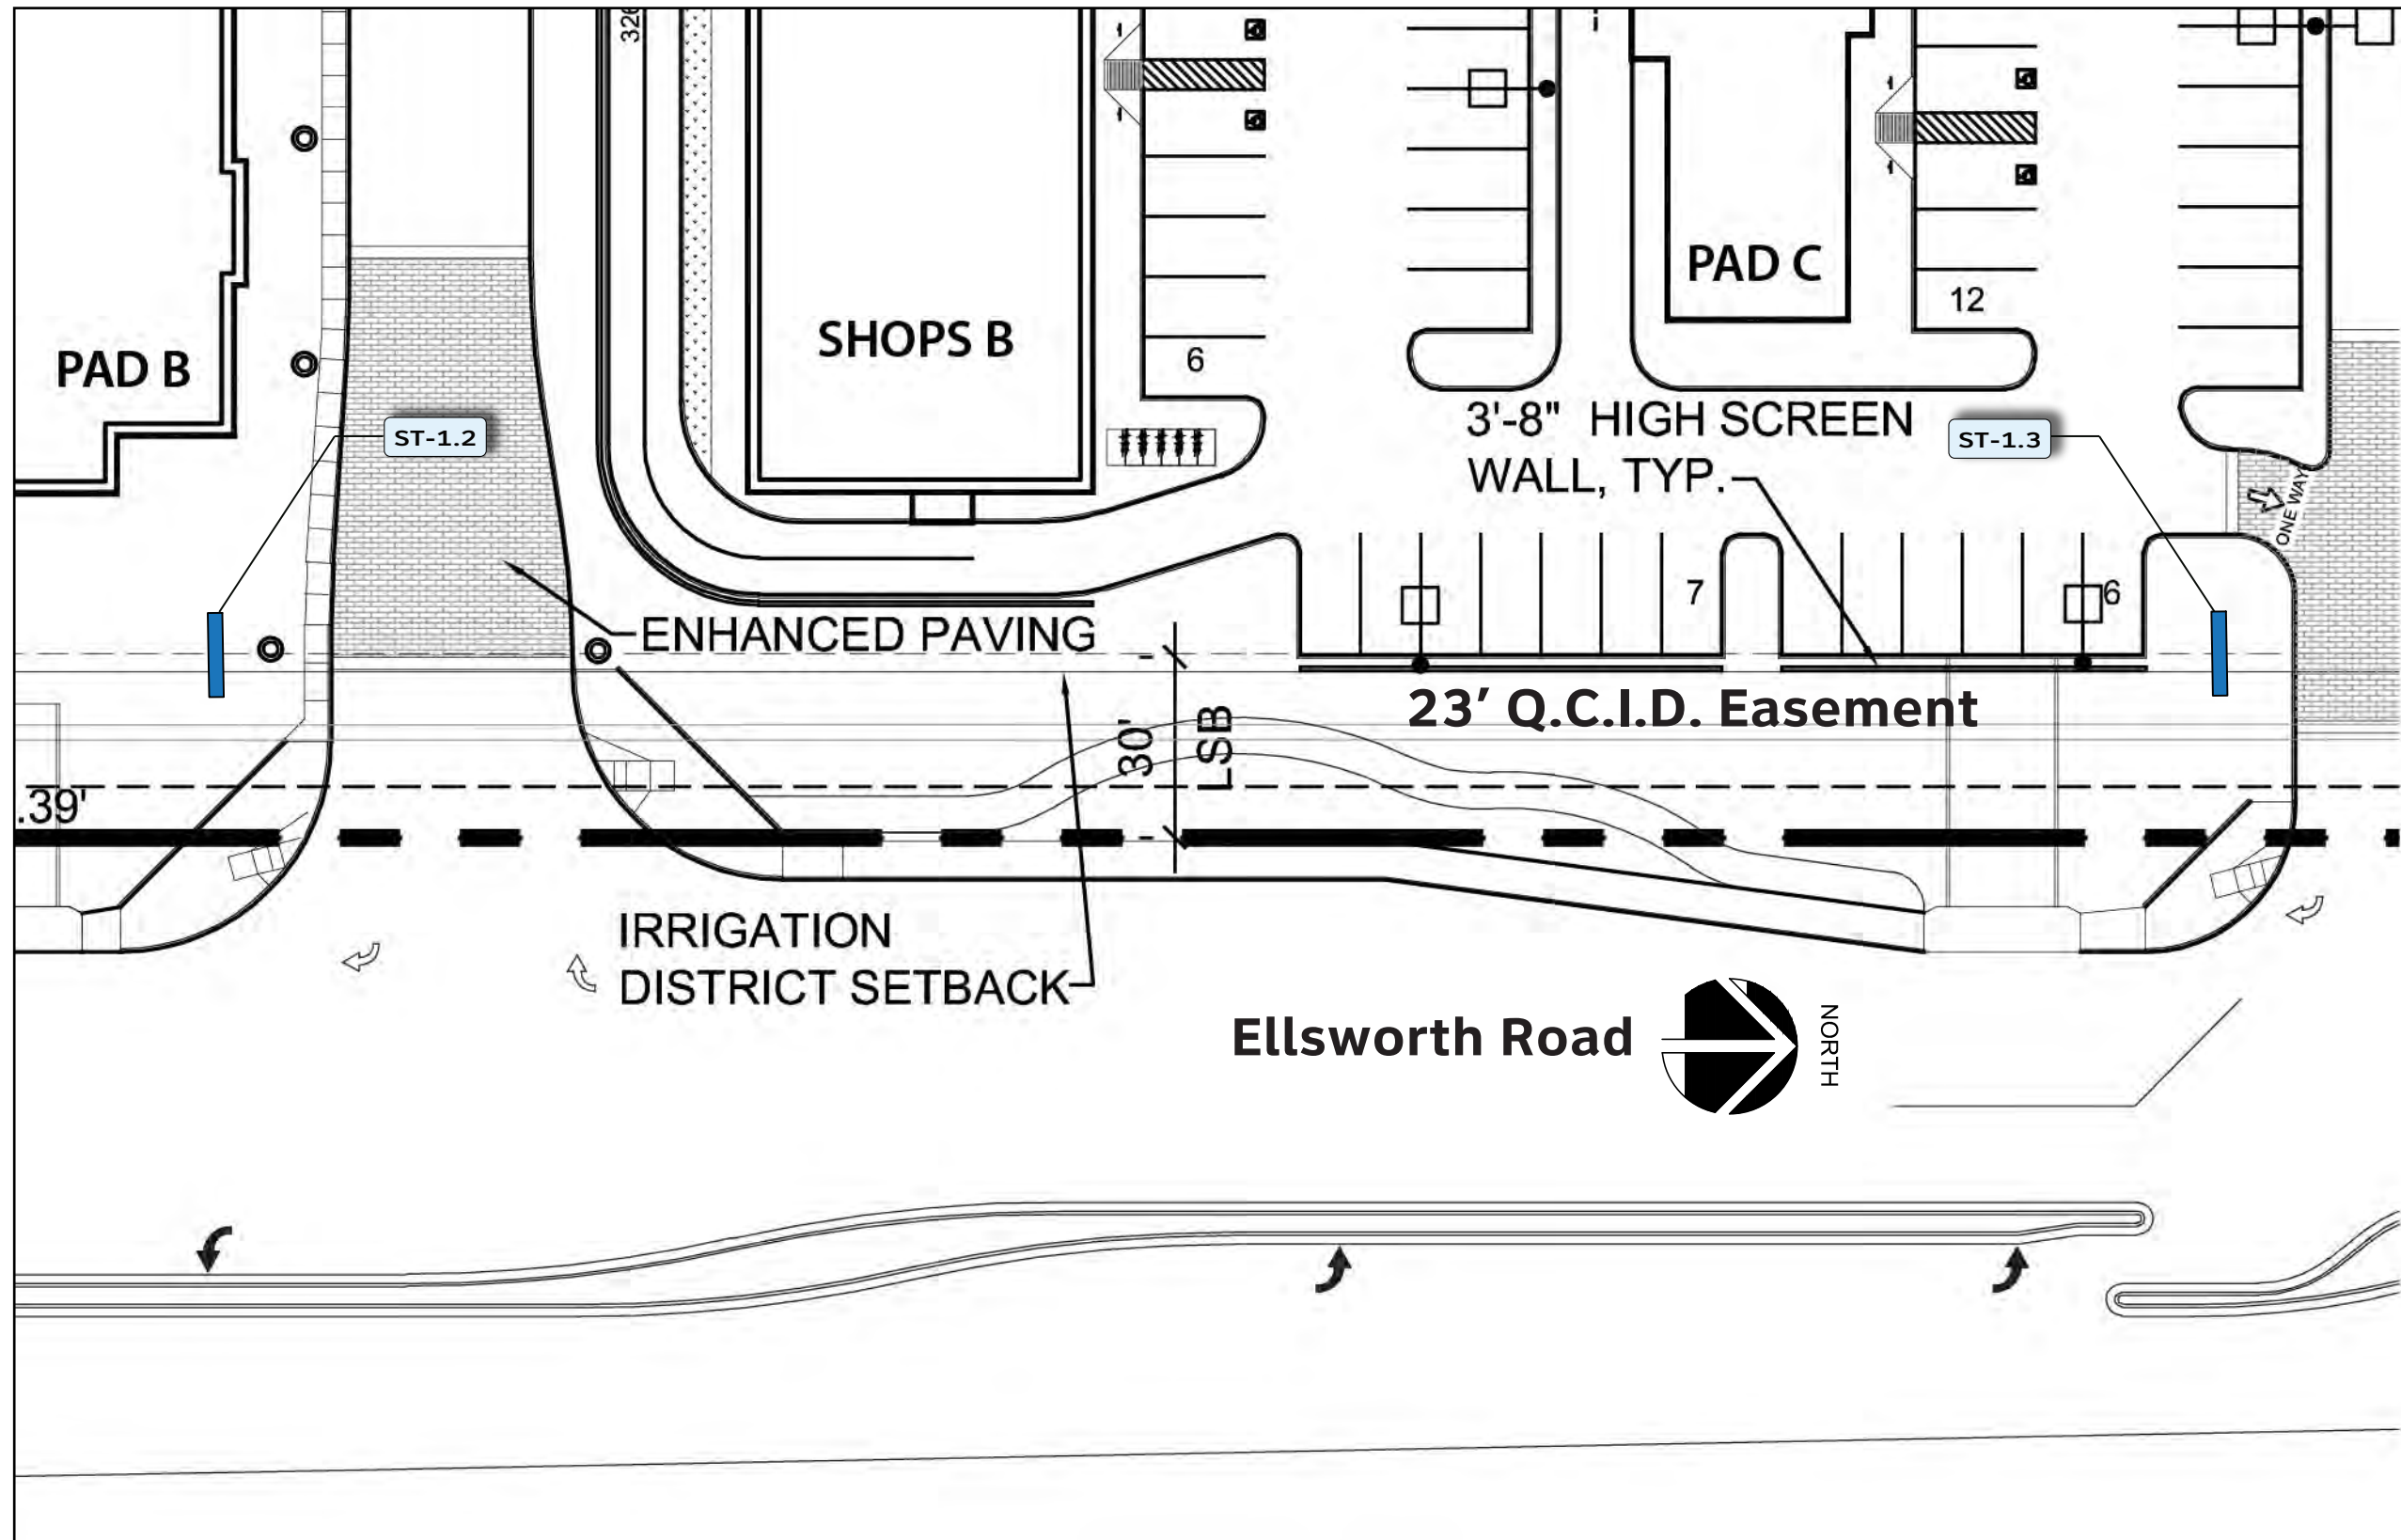 326
PAD B
SHOPS B
6
PAD C
12
ST-1.2
3'-8" HIGH SCREEN
WALL, TYP.
ST-1.3
ONE WAY
7
6
ENHANCED PAVING
23' Q.C.I.D. Easement
30'
LSB
.39'
IRRIGATION
DISTRICT SETBACK
Ellsworth Road
NORTH